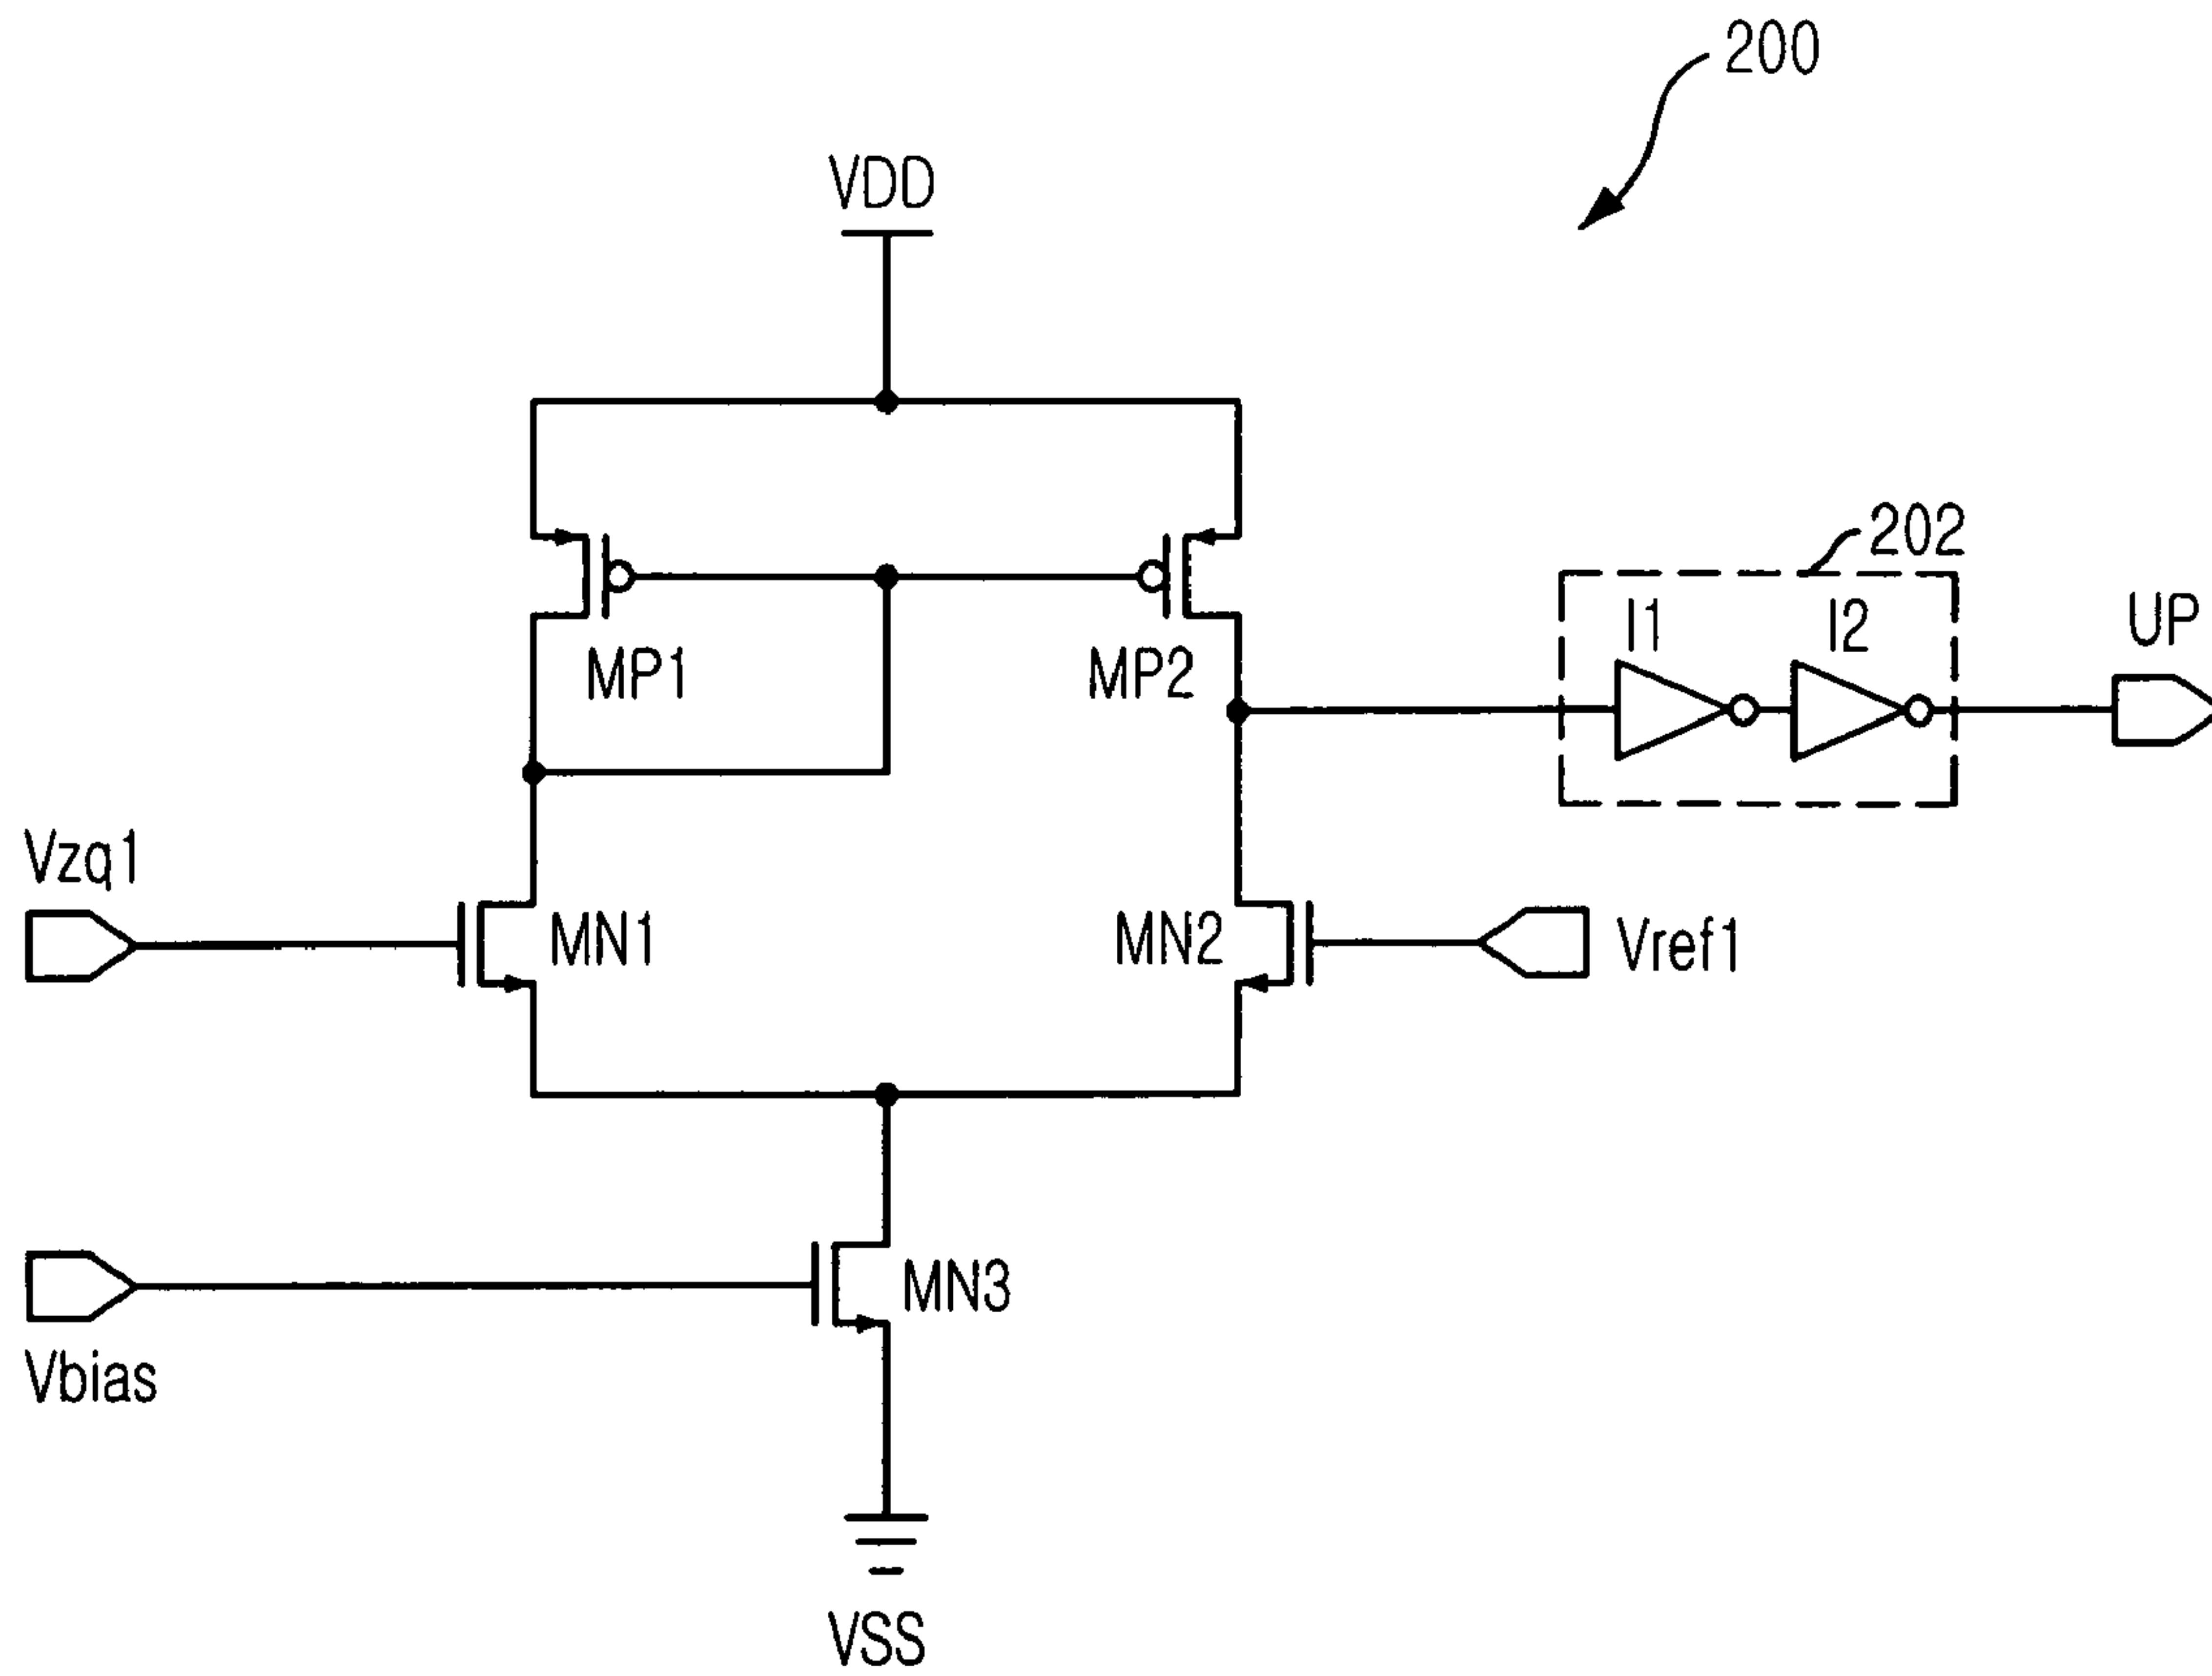 200
VDD
202
I1
I2
UP
MP1
MP2
Vzq1
MN1
MN2
Vref1
MN3
Vbias
VSS